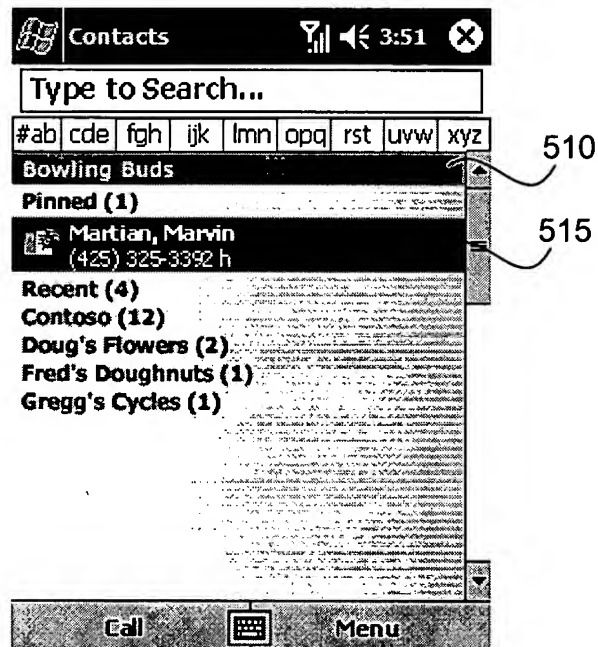 Contacts 3:51
Type to Search...
#ab cde fgh ijk lmn opq rst uvw xyz
Bowling Buds 510
Pinned (1)
Martian, Marvin 515
(425) 325-3392 h
Recent (4)
Contoso (12)
Doug's Flowers (2)
Fred's Doughnuts (1)
Gregg's Cycles (1)
Call Menu